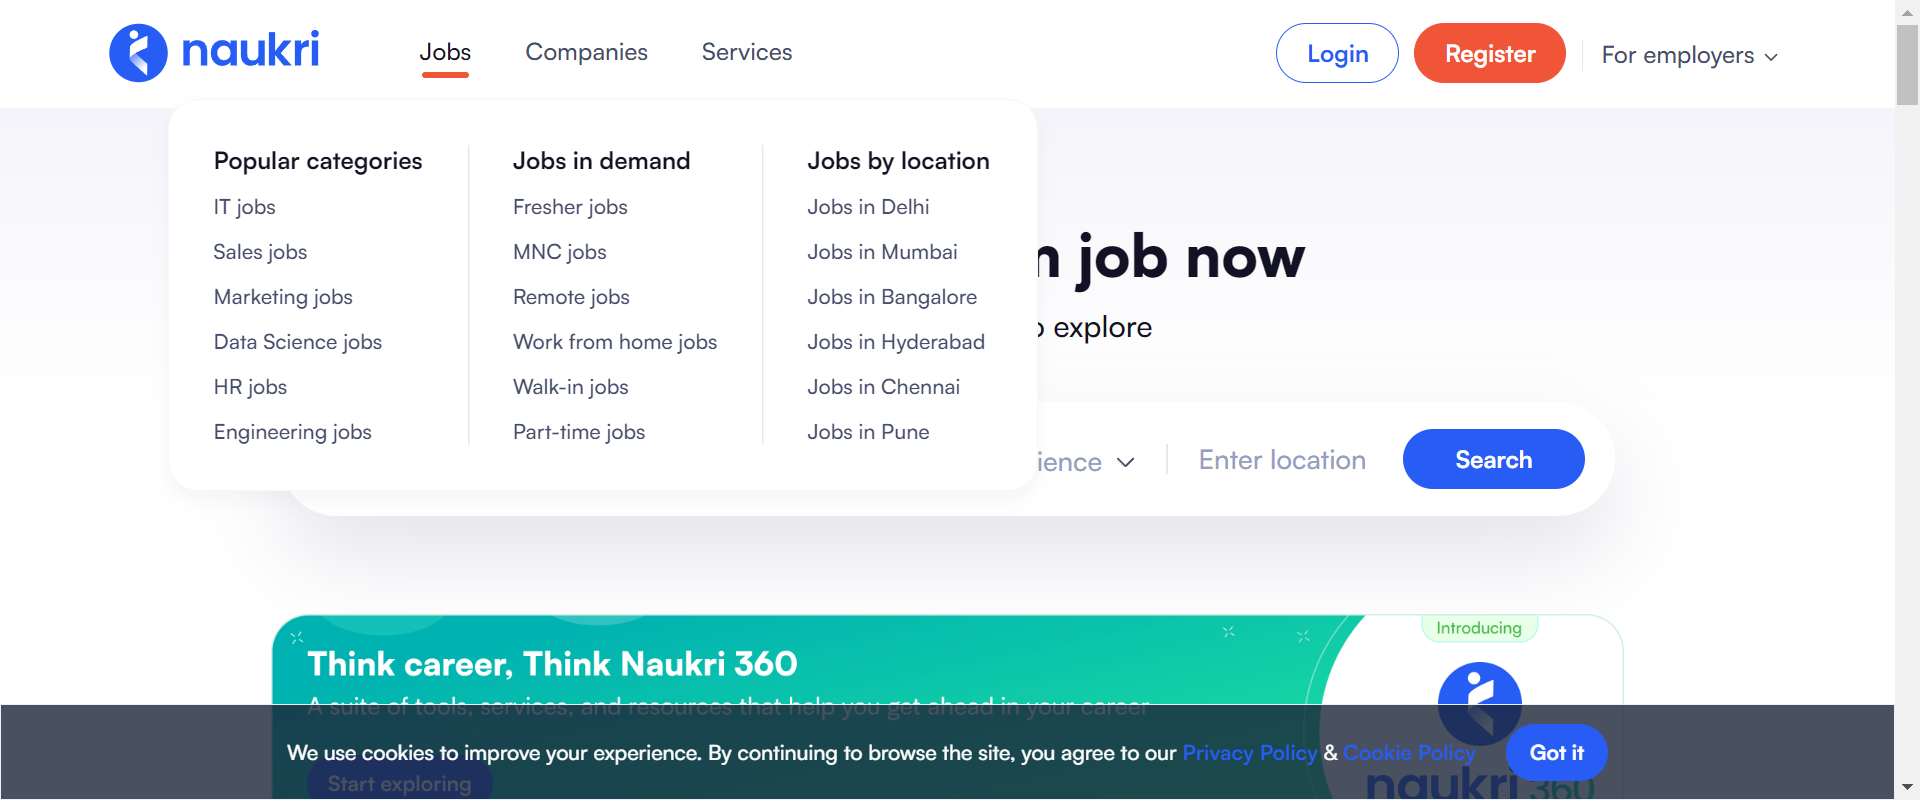 naukri
Jobs
Companies
Services
Login
Register
For employers
Popular categories
IT jobs
Sales jobs
Marketing jobs
Data Science jobs
HR jobs
Engineering jobs
Jobs in demand
Fresher jobs
MNC jobs
Remote jobs
Work from home jobs
Walk-in jobs
Part-time jobs
Jobs by location
Jobs in Delhi
Jobs in Mumbai
Jobs in Bangalore
Jobs in Hyderabad
Jobs in Chennai
Jobs in Pune
job now
explore
Enter location
Search
Think career, Think Naukri 360
A suite of tools, services, and resources that help you get ahead in your career
Introducing
We use cookies to improve your experience. By continuing to browse the site, you agree to our Privacy Policy & Cookie Policy
Got it
Start exploring
naukri 360